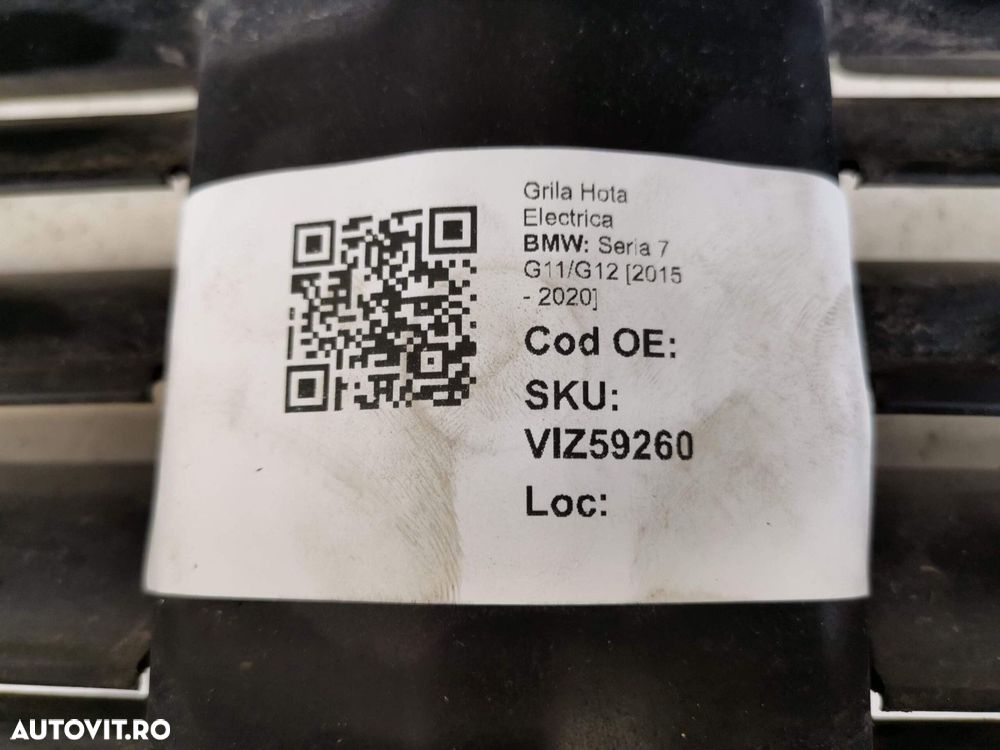 Grila Hota
Electrica
BMW: Seria 7
G11/G12 [2015
- 2020]
Cod OE:
SKU:
VIZ59260
Loc:
AUTOVIT.RO